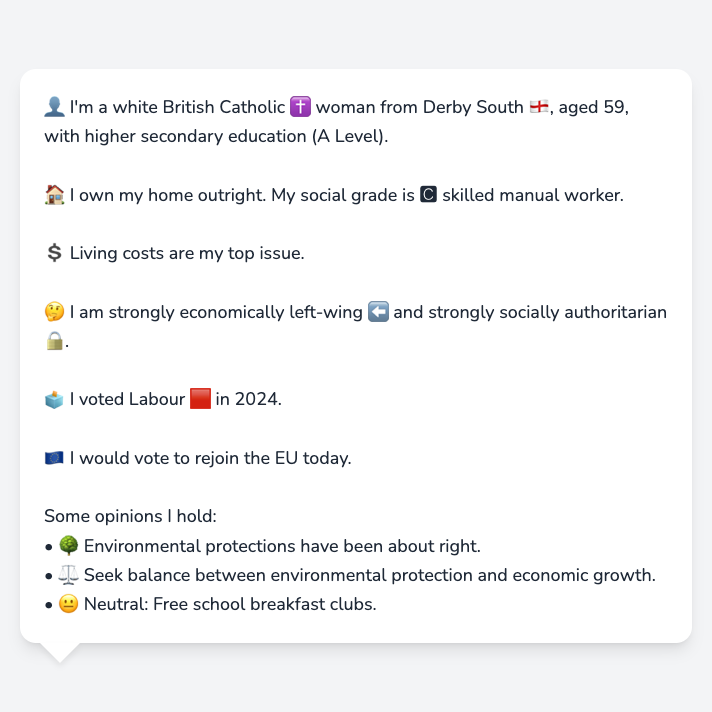 👤 I'm a white British Catholic ✝️ woman from Derby South 🏴󠁧󠁢󠁥󠁮󠁧󠁿, aged 59,
with higher secondary education (A Level).
🏠 I own my home outright. My social grade is 🅲 skilled manual worker.
💲 Living costs are my top issue.
🤔 I am strongly economically left-wing ⬅️ and strongly socially authoritarian
🔒.
🗳️ I voted Labour 🟥 in 2024.
🇪🇺 I would vote to rejoin the EU today.
Some opinions I hold:
• 🌳 Environmental protections have been about right.
• ⚖️ Seek balance between environmental protection and economic growth.
• 😐 Neutral: Free school breakfast clubs.